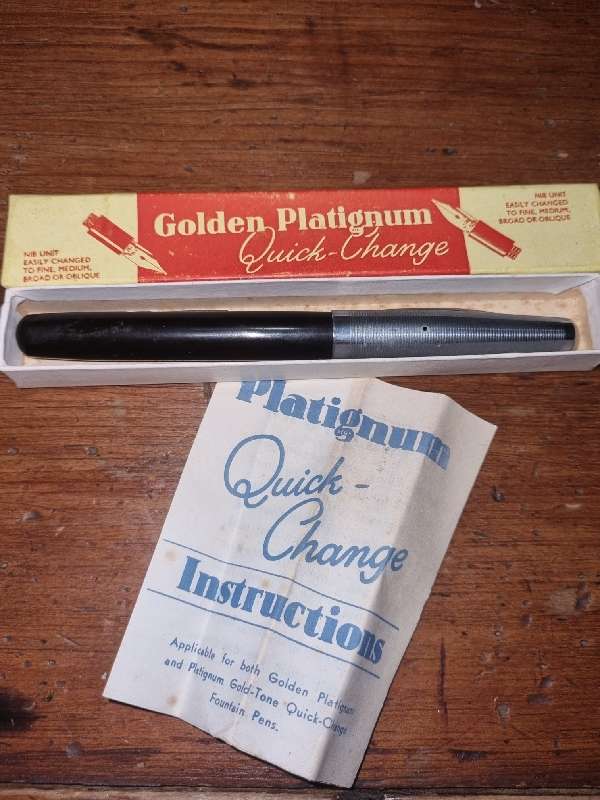 Golden Platignum
Quick-Change
NIB UNIT
EASILY CHANGED
TO FINE, MEDIUM,
BROAD OR OBLIQUE
NIB UNIT
EASILY CHANGED
TO FINE, MEDIUM,
BROAD OR OBLIQUE
Platignum
Quick-
Change
Instructions
Applicable for both Golden Platignum
and Platignum Gold-Tone Quick-Change
Fountain Pens.